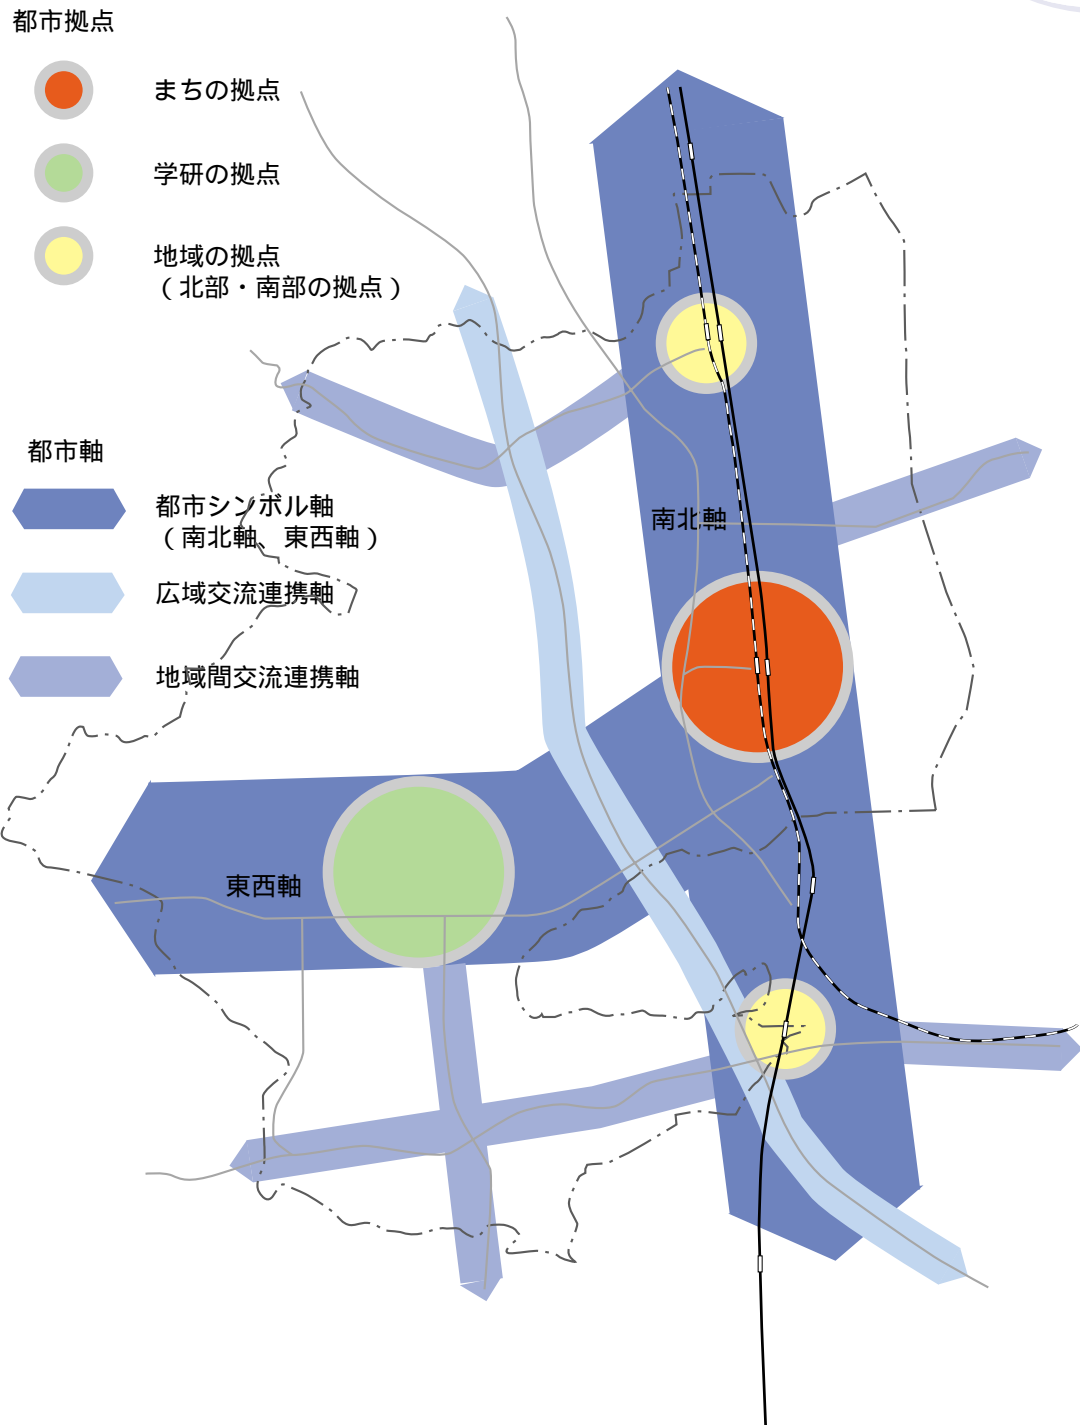 都市拠点
まちの拠点
学研の拠点
地域の拠点
（北部・南部の拠点）
都市軸
都市シンボル軸
（南北軸、東西軸）
広域交流連携軸
地域間交流連携軸
南北軸
東西軸